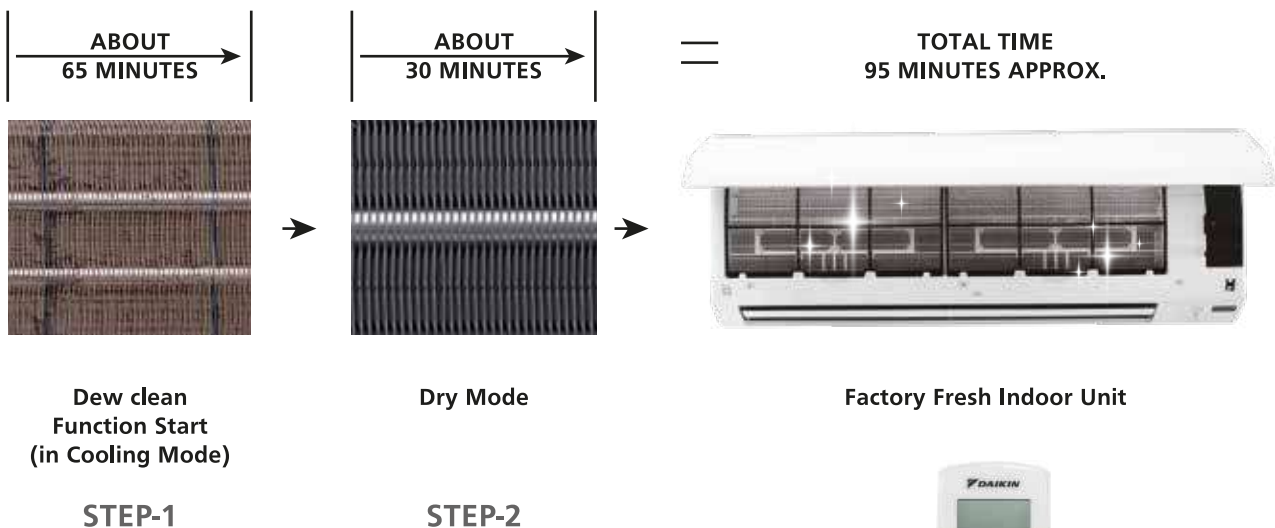 ABOUT
65 MINUTES
ABOUT
30 MINUTES
=
TOTAL TIME
95 MINUTES APPROX.
Dew clean
Function Start
(in Cooling Mode)
Dry Mode
Factory Fresh Indoor Unit
STEP-1
STEP-2
DAIKIN